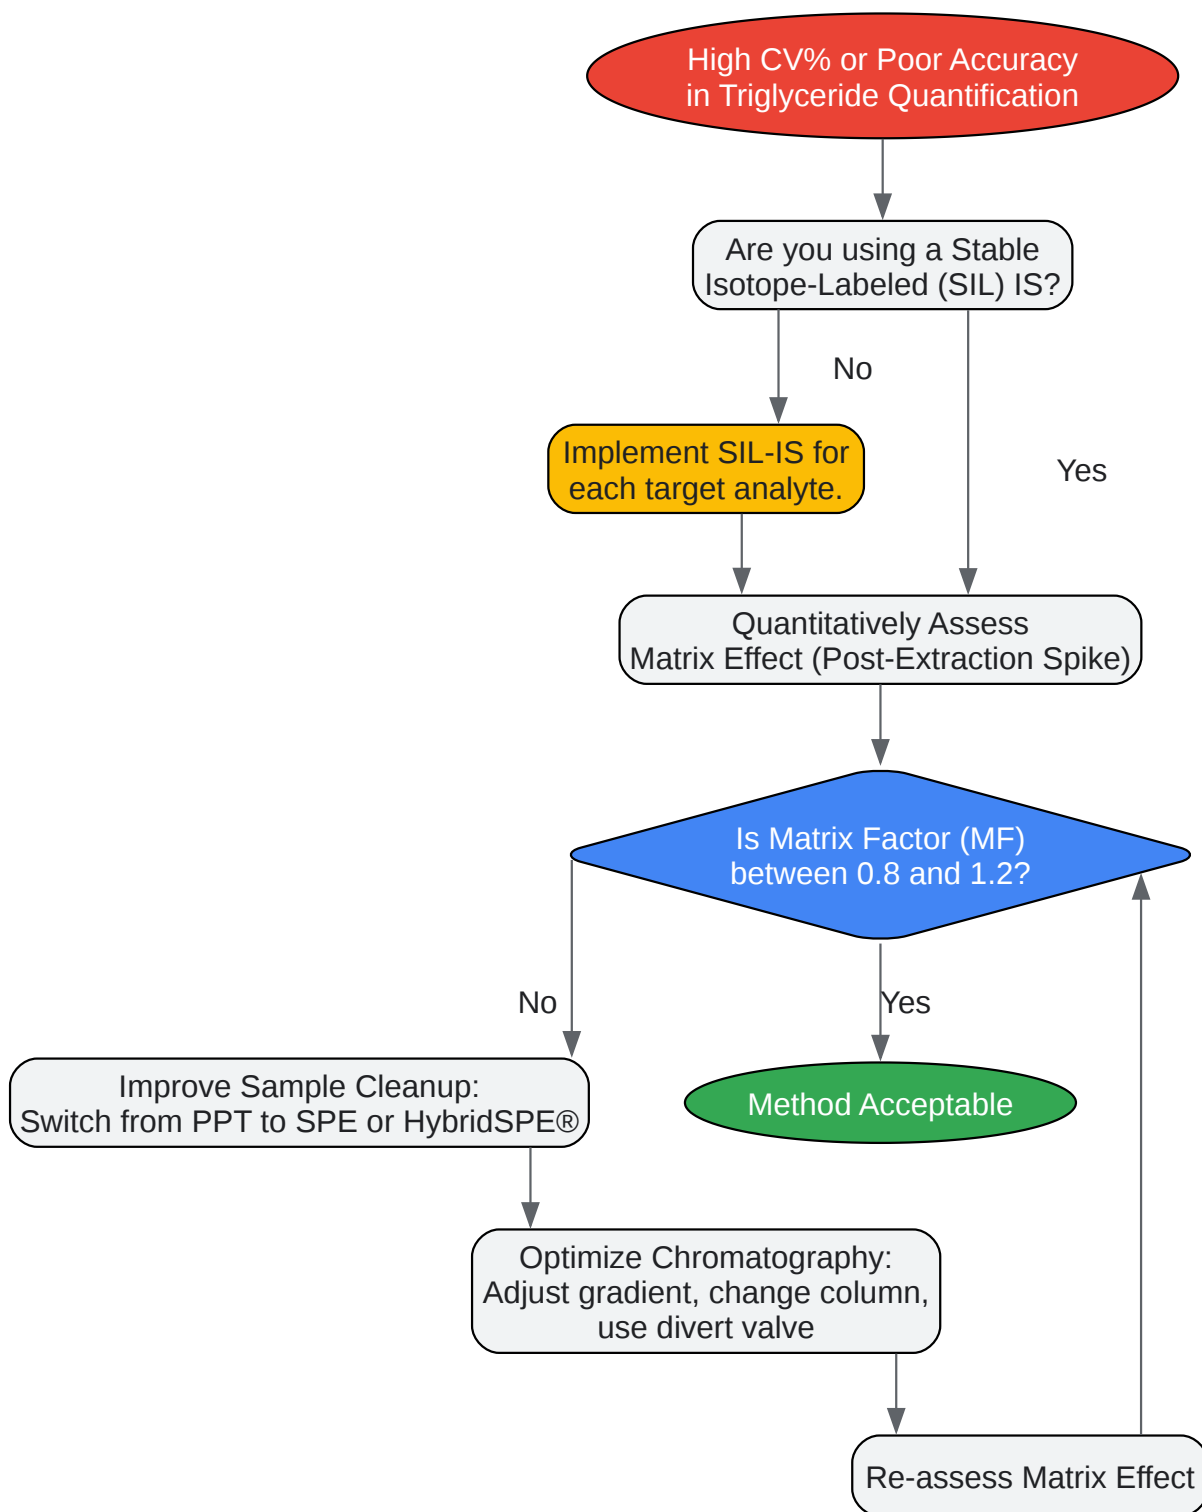 High CV% or Poor Accuracy
in Triglyceride Quantification
Are you using a Stable
Isotope-Labeled (SIL) IS?
No
Implement SIL-IS for
each target analyte.
Yes
Quantitatively Assess
Matrix Effect (Post-Extraction Spike)
Is Matrix Factor (MF)
between 0.8 and 1.2?
No
Yes
Improve Sample Cleanup:
Switch from PPT to SPE or HybridSPE®
Method Acceptable
Optimize Chromatography:
Adjust gradient, change column,
use divert valve
Re-assess Matrix Effect